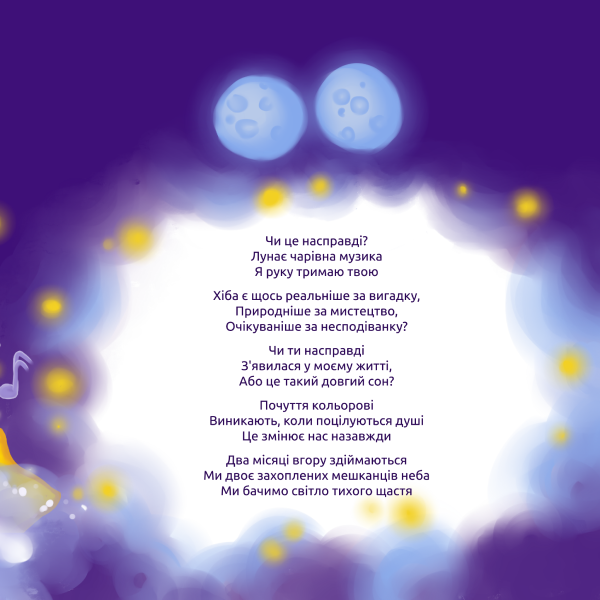 Чи це насправді?
Лунає чарівна музика
Я руку тримаю твою
Хіба є щось реальніше за вигадку,
Природніше за мистецтво,
Очікуваніше за несподіванку?
Чи ти насправді
З'явилася у моєму житті,
Або це такий довгий сон?
Почуття кольорові
Виникають, коли поцілуються душі
Це змінює нас назавжди
Два місяці вгору здіймаються
Ми двоє захоплених мешканців неба
Ми бачимо світло тихого щастя